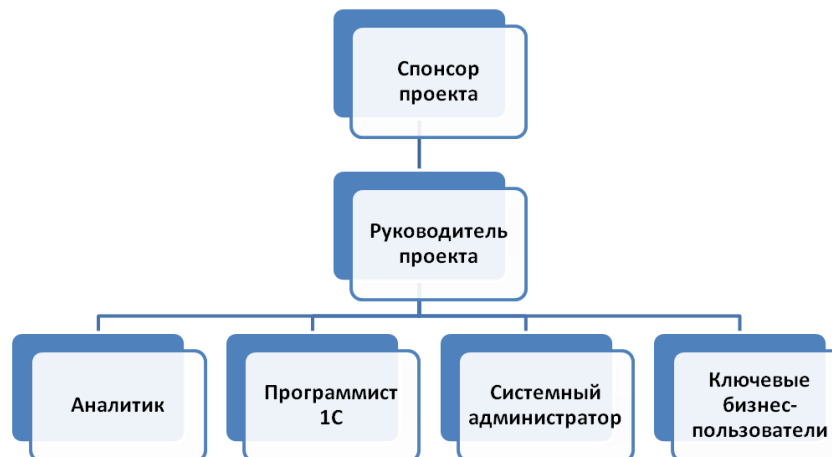 Спонсор
проекта
Руководитель
проекта
Аналитик
Программист
1С
Системный
администратор
Ключевые
бизнес-
пользователи